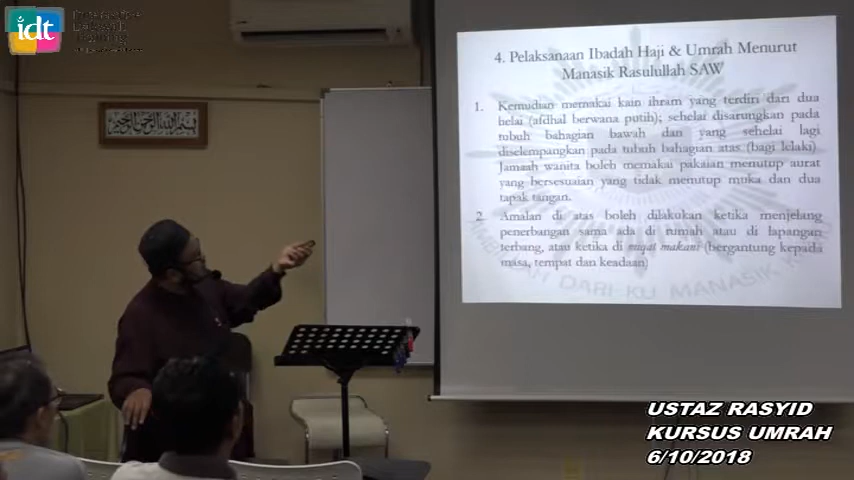 idt
4. Pelaksanaan Ibadah Haji & Umrah Menurut
Manasik Rasulullah SAW
1. Kemudian memakai kain ihram yang terdiri dari dua
helai (afdhal berwana putih); sehelai disarungkan pada
tubuh bahagian bawah dan yang sehelai lagi
diselempangkan pada tubuh bahagian atas (bagi lelaki)
Jamaah wanita boleh memakai pakaian menutup aurat
yang bersesuaian yang tidak menutup muka dan dua
tapak tangan.
2. Amalan di atas boleh dilakukan ketika menjelang
penerbangan sama ada di rumah atau di lapangan
terbang, atau ketika di miqat makani (bergantung kepada
masa, tempat dan keadaan)
DARI-KU MANASIK
USTAZ RASYID
KURSUS UMRAH
6/10/2018